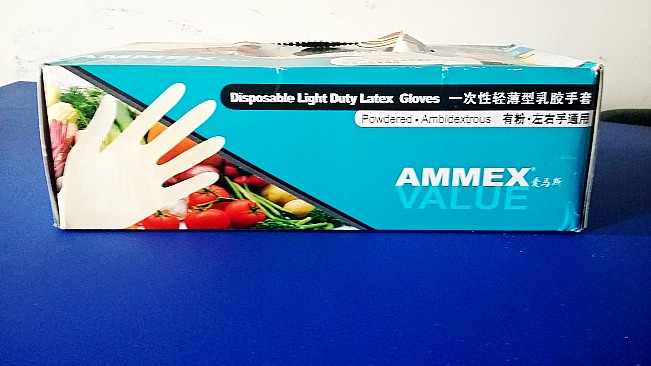 Disposable Light Duty Latex Gloves 一次性轻薄型乳胶手套
Powdered • Ambidextrous 有粉·左右手通用
AMMEX® 爱马斯
VALUE